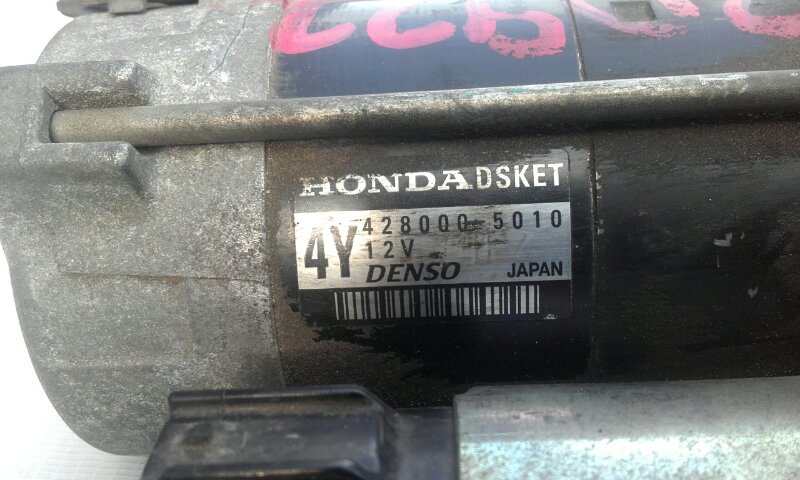 HONDA DSKET
4Y 428000-5010
12V
DENSO JAPAN